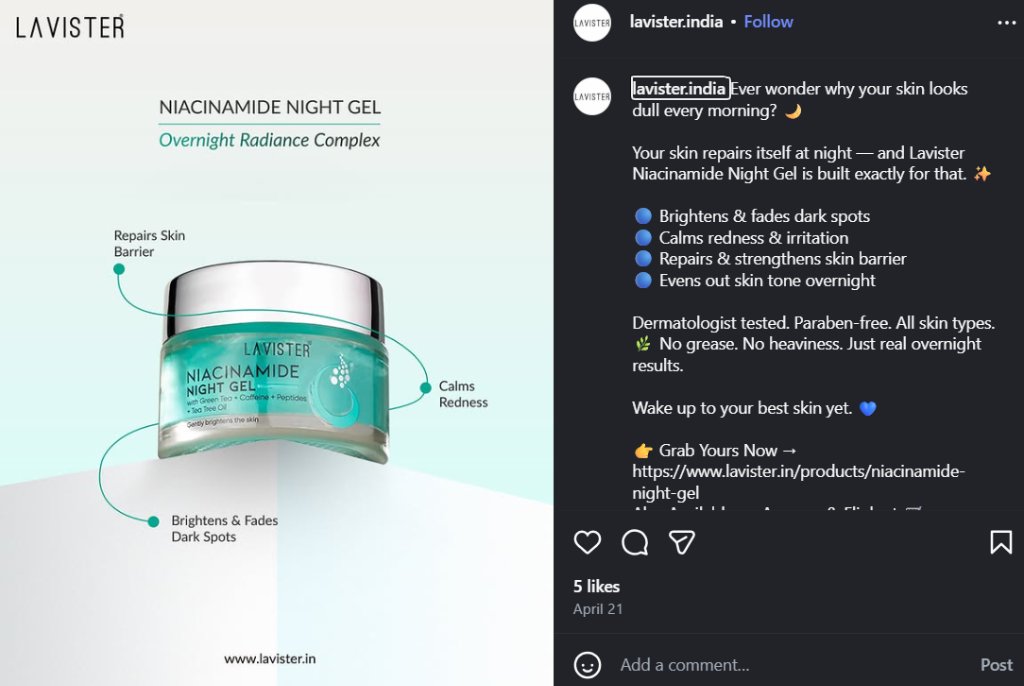 LAVISTER
NIACINAMIDE NIGHT GEL
Overnight Radiance Complex
Repairs Skin
Barrier
LAVISTER
NIACINAMIDE
NIGHT GEL
with Green Tea + Caffeine + Peptides
+ Tea Tree Oil
Gently brightens the skin
Calms
Redness
Brightens & Fades
Dark Spots
www.lavister.in
LAVISTER
lavister.india • Follow
LAVISTER
lavister.india Ever wonder why your skin looks
dull every morning? 🌙
Your skin repairs itself at night — and Lavister
Niacinamide Night Gel is built exactly for that. ✨
🔵 Brightens & fades dark spots
🔵 Calms redness & irritation
🔵 Repairs & strengthens skin barrier
🔵 Evens out skin tone overnight
Dermatologist tested. Paraben-free. All skin types.
🌿 No grease. No heaviness. Just real overnight
results.
Wake up to your best skin yet. 💙
👉 Grab Yours Now →
https://www.lavister.in/products/niacinamide-
night-gel
5 likes
April 21
Add a comment...
Post